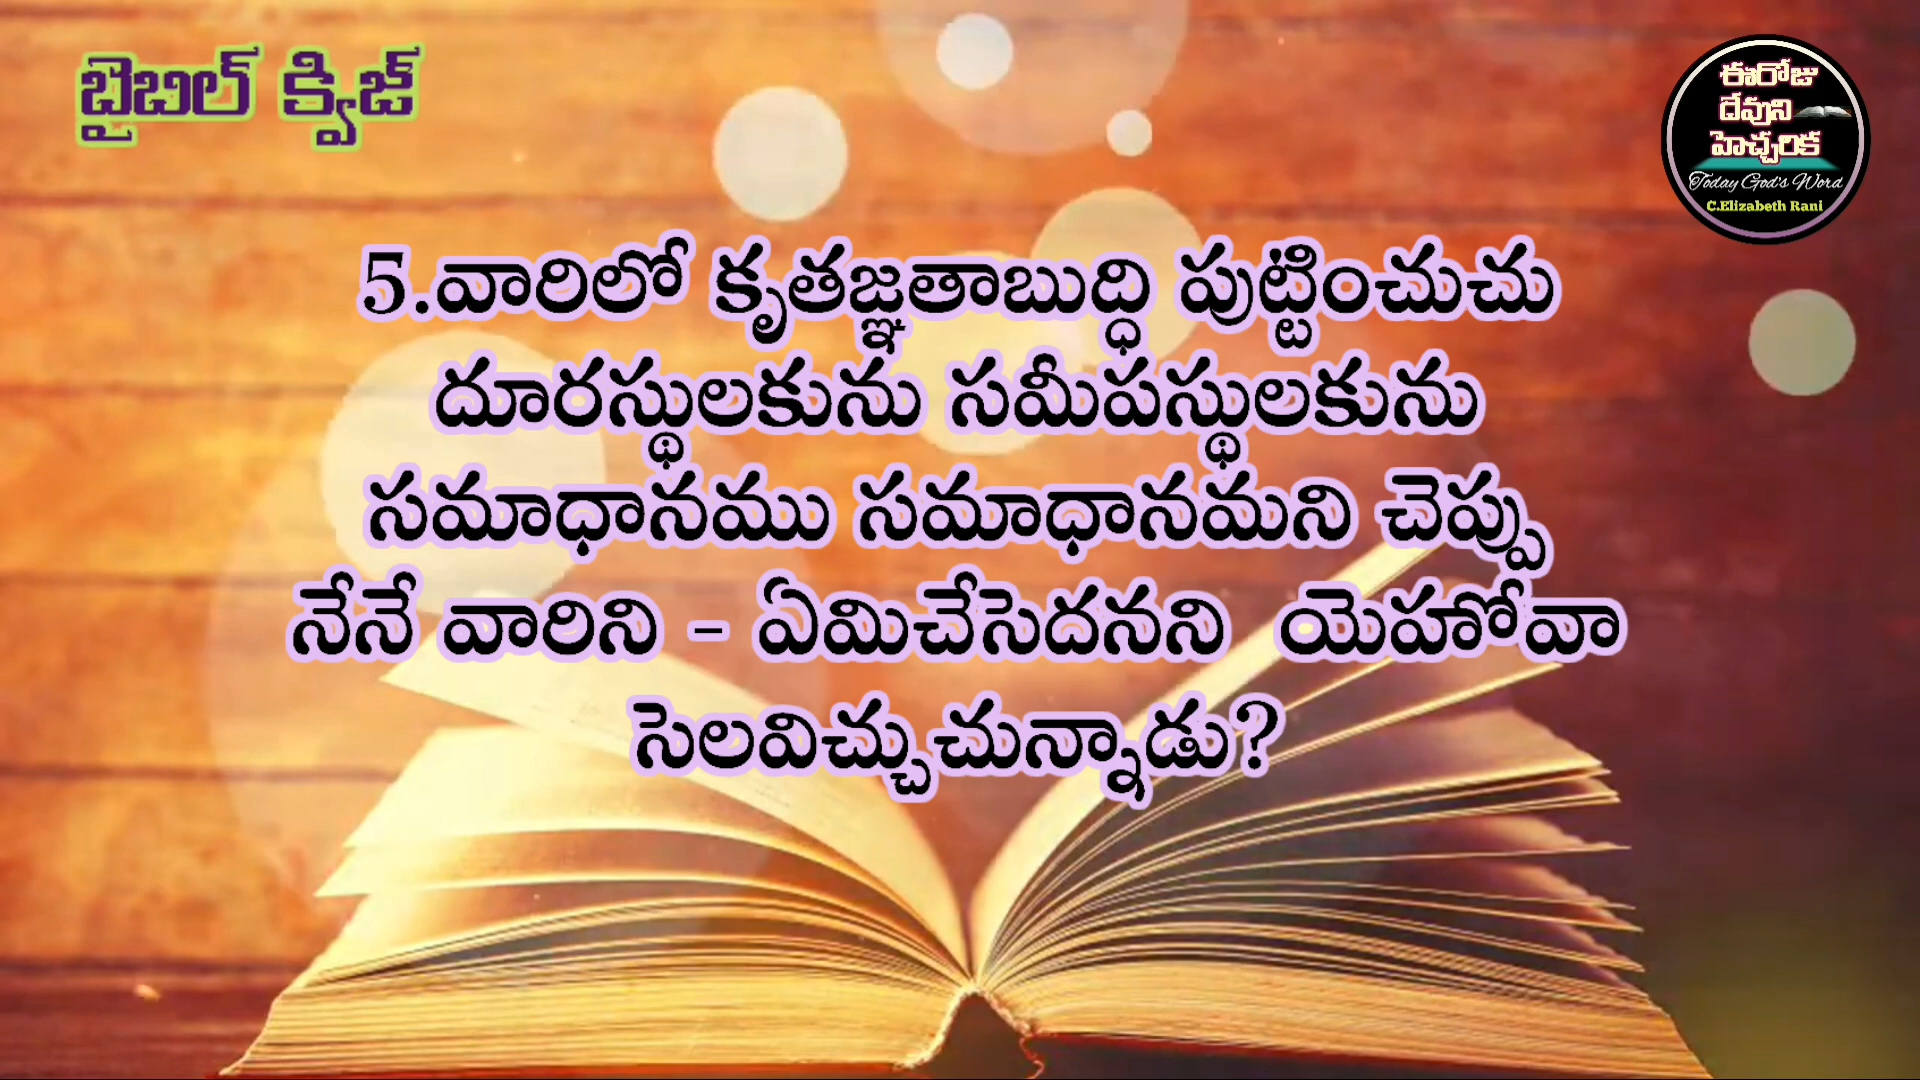 బైబిల్ క్విజ్
ఈరోజు
దేవుని
హెచ్చరిక
Today God's Word
C.Elizabeth Rani
5.వారిలో కృతజ్ఞతాబుద్ధి పుట్టించుచు
దూరస్థులకును సమీపస్థులకును
సమాధానము సమాధానమని చెప్పు
నేనే వారిని - ఏమిచేసెదనని యెహోవా
సెలవిచ్చుచున్నాడు?